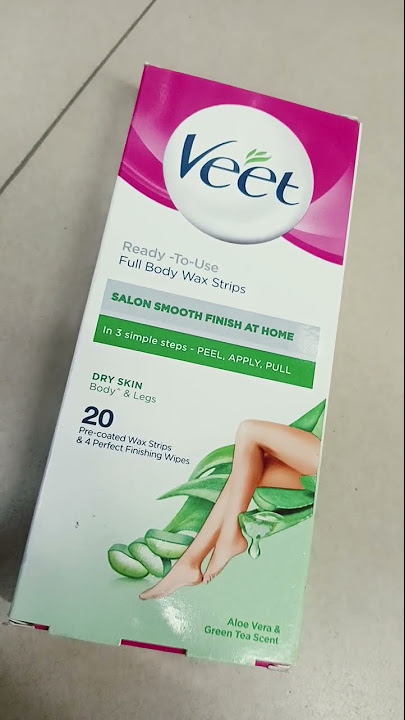 Veet
Ready -To-Use
Full Body Wax Strips
SALON SMOOTH FINISH AT HOME
In 3 simple steps - PEEL, APPLY, PULL
DRY SKIN
Body^ & Legs
20
Pre-coated Wax Strips
& 4 Perfect Finishing Wipes
Aloe Vera &
Green Tea Scent